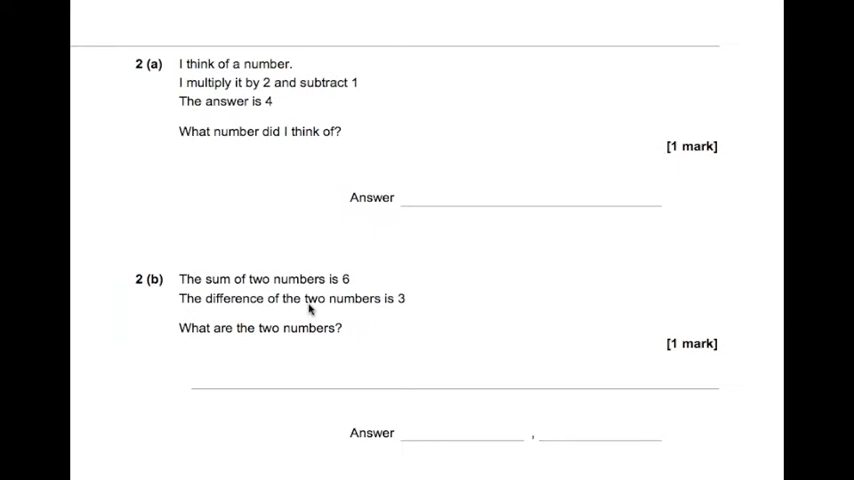 2 (a) I think of a number.
I multiply it by 2 and subtract 1
The answer is 4
What number did I think of?
[1 mark]
Answer
2 (b) The sum of two numbers is 6
The difference of the two numbers is 3
What are the two numbers?
[1 mark]
Answer ,